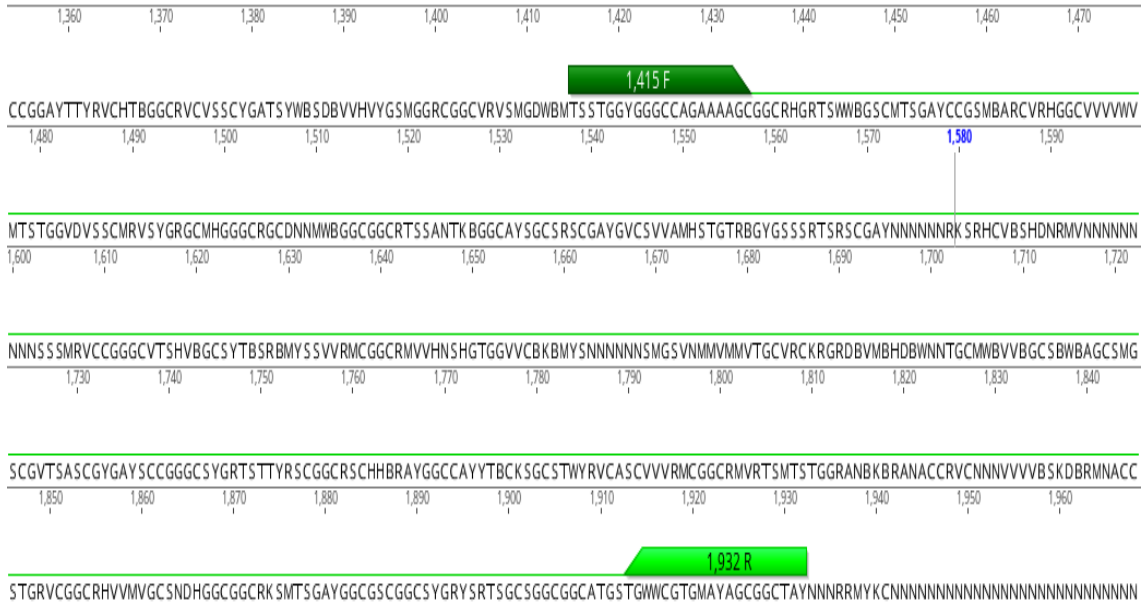 1,360 1,370 1,380 1,390 1,400 1,410 1,420 1,430 1,440 1,450 1,460 1,470
1,415 F
CCGGAYTTYRVCHTBGGCRVCVSSCYGATSYWBSDBVVHVYGSMGGRCGGCVRVSMGDWBMTSSTGGYGGGCCAGAAAAGCGGCRHGRTSWWBGSCMTSGAYCCGSMBARCVRHGGCVVVVWV
1,480 1,490 1,500 1,510 1,520 1,530 1,540 1,550 1,560 1,570 1,580 1,590
MTSTGGVDVSSCMRVSYGRGCMHGGGCRGCDNNMWBGGCGGCRTSSANTKBGGCAYSGCSRSCGAYGVCSVVAMHSTGTRBGYGSSSRTSRSCGAYNNNNNNRKSRHCVBSHDNRMVNNNNNN
1,600 1,610 1,620 1,630 1,640 1,650 1,660 1,670 1,680 1,690 1,700 1,710 1,720
NNNSSSMRVCCGGGCVTSHVBGCSYTBSRBMYSSVVRMCGGCRMVVHNSHGTGGVVCBKBMYSNNNNNNSMGSVNMMVMMVTGCVRCKRGRDBVMBHDBWNNTGCMWBVVBGCSBWBAGCSMG
1,730 1,740 1,750 1,760 1,770 1,780 1,790 1,800 1,810 1,820 1,830 1,840
SCGVTSASCGYGAYSCCGGGCSYGRTSTTYRSCGGCRSCHHBRAYGGCCAYYTBCKSGCSTWYRVCASCVVVRMCGGCRMVRTSMTSTGGRANBKBRANACCRVCNNNVVVVBSKDBRMNACC
1,850 1,860 1,870 1,880 1,890 1,900 1,910 1,920 1,930 1,940 1,950 1,960
1,932 R
STGRVCGGCRHVVMVGCSNDHGGCGGCRKSMTSGAYGGCGSCGGCSYGRYSRTSGCSGGCGGCATGSTGWWCGTGMAYAGCGGCTAYNNNRRMYKCNNNNNNNNNNNNNNNNNNNNNNNNNN